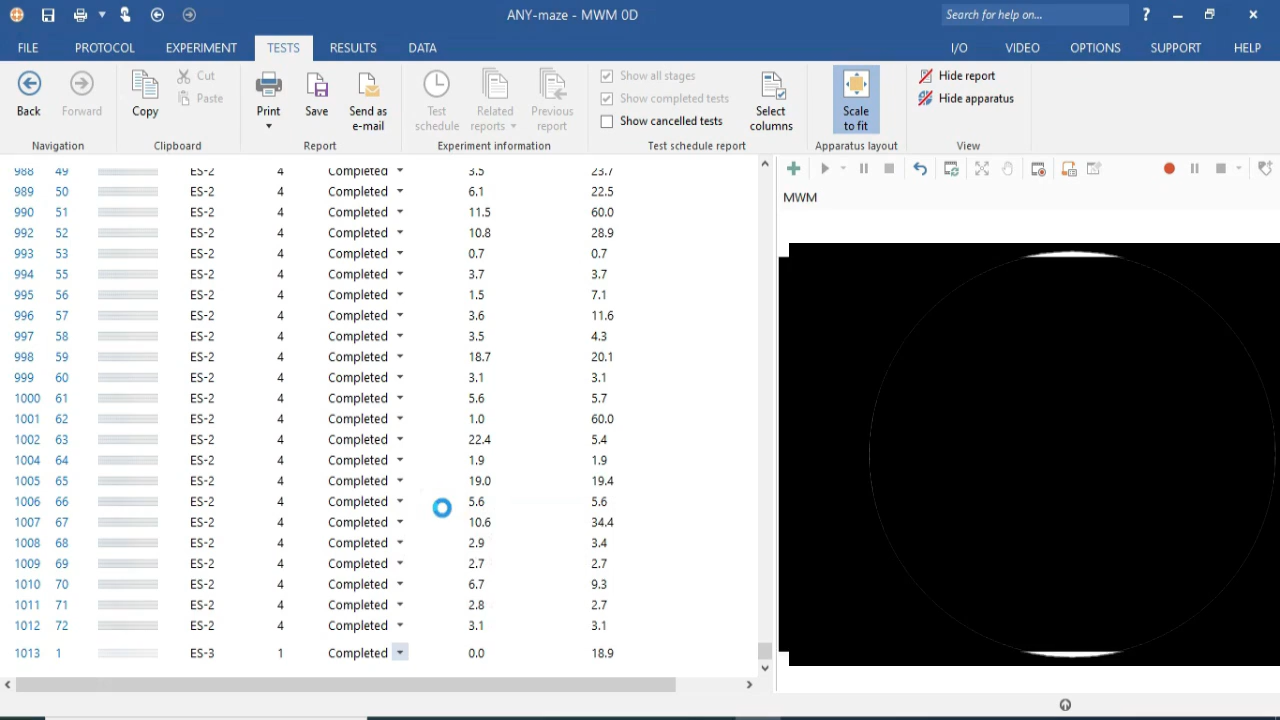 ANY-maze - MWM 0D
Search for help on...
?
FILE PROTOCOL EXPERIMENT TESTS RESULTS DATA I/O VIDEO OPTIONS SUPPORT HELP
Back
Forward
Navigation
Copy
Cut
Paste
Clipboard
Print
Save
Send as
e-mail
Report
Test
schedule
Related
reports
Previous
report
Experiment information
Show all stages
Show completed tests
Show cancelled tests
Select
columns
Test schedule report
Scale
to fit
Apparatus layout
Hide report
Hide apparatus
View
MWM
988 49 ES-2 4 Completed 3.5 23.7
989 50 ES-2 4 Completed 6.1 22.5
990 51 ES-2 4 Completed 11.5 60.0
992 52 ES-2 4 Completed 10.8 28.9
993 53 ES-2 4 Completed 0.7 0.7
994 55 ES-2 4 Completed 3.7 3.7
995 56 ES-2 4 Completed 1.5 7.1
996 57 ES-2 4 Completed 3.6 11.6
997 58 ES-2 4 Completed 3.5 4.3
998 59 ES-2 4 Completed 18.7 20.1
999 60 ES-2 4 Completed 3.1 3.1
1000 61 ES-2 4 Completed 5.6 5.7
1001 62 ES-2 4 Completed 1.0 60.0
1002 63 ES-2 4 Completed 22.4 5.4
1004 64 ES-2 4 Completed 1.9 1.9
1005 65 ES-2 4 Completed 19.0 19.4
1006 66 ES-2 4 Completed 5.6 5.6
1007 67 ES-2 4 Completed 10.6 34.4
1008 68 ES-2 4 Completed 2.9 3.4
1009 69 ES-2 4 Completed 2.7 2.7
1010 70 ES-2 4 Completed 6.7 9.3
1011 71 ES-2 4 Completed 2.8 2.7
1012 72 ES-2 4 Completed 3.1 3.1
1013 1 ES-3 1 Completed 0.0 18.9